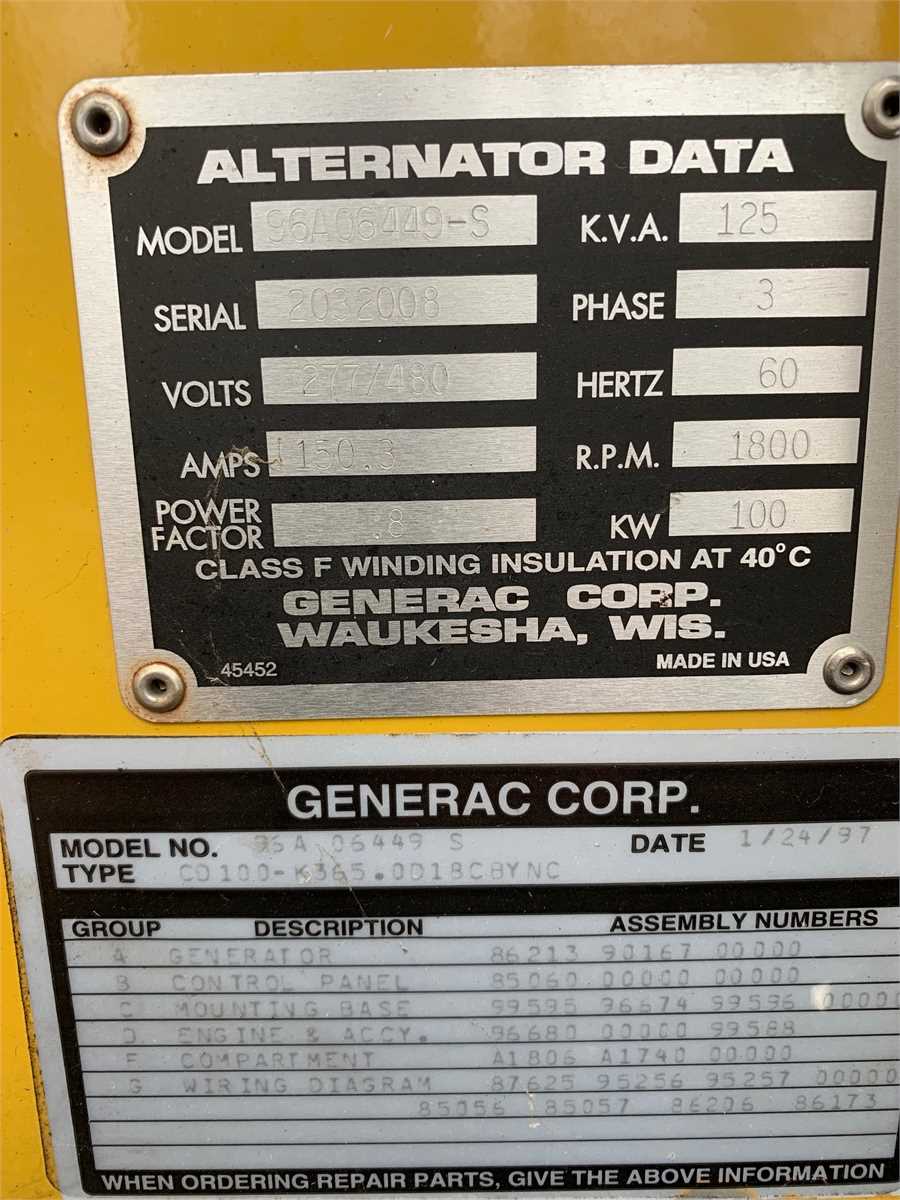 ALTERNATOR DATA
MODEL 96A06449-S K.V.A. 125
SERIAL 2032008 PHASE 3
VOLTS 277/480 HERTZ 60
AMPS 150.3 R.P.M. 1800
POWER FACTOR .8 KW 100
CLASS F WINDING INSULATION AT 40°C
GENERAC CORP.
WAUKESHA, WIS.
45452 MADE IN USA
GENERAC CORP.
MODEL NO. 96A 06449 S DATE 1/24/97
TYPE CD100-K365.0D18CBYNC
GROUP DESCRIPTION ASSEMBLY NUMBERS
A GENERATOR 86213 90167 00000
B CONTROL PANEL 85060 00000 00000
C MOUNTING BASE 99595 96674 99596 00000
D ENGINE & ACCY. 96680 00000 99588
F COMPARTMENT A1806 A1740 00000
G WIRING DIAGRAM 87625 95256 95257 00000
85056 85057 86206 86173
WHEN ORDERING REPAIR PARTS, GIVE THE ABOVE INFORMATION